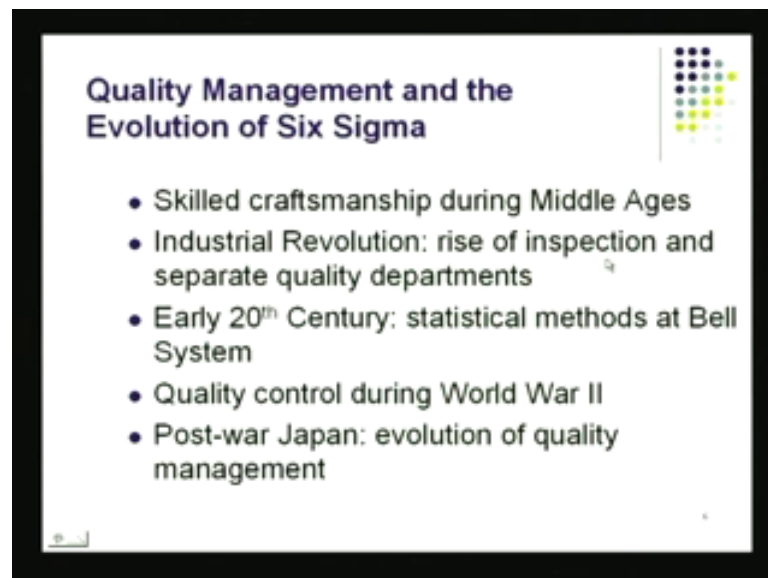 Quality Management and the
Evolution of Six Sigma
• Skilled craftsmanship during Middle Ages
• Industrial Revolution: rise of inspection and
separate quality departments
• Early 20th Century: statistical methods at Bell
System
• Quality control during World War II
• Post-war Japan: evolution of quality
management